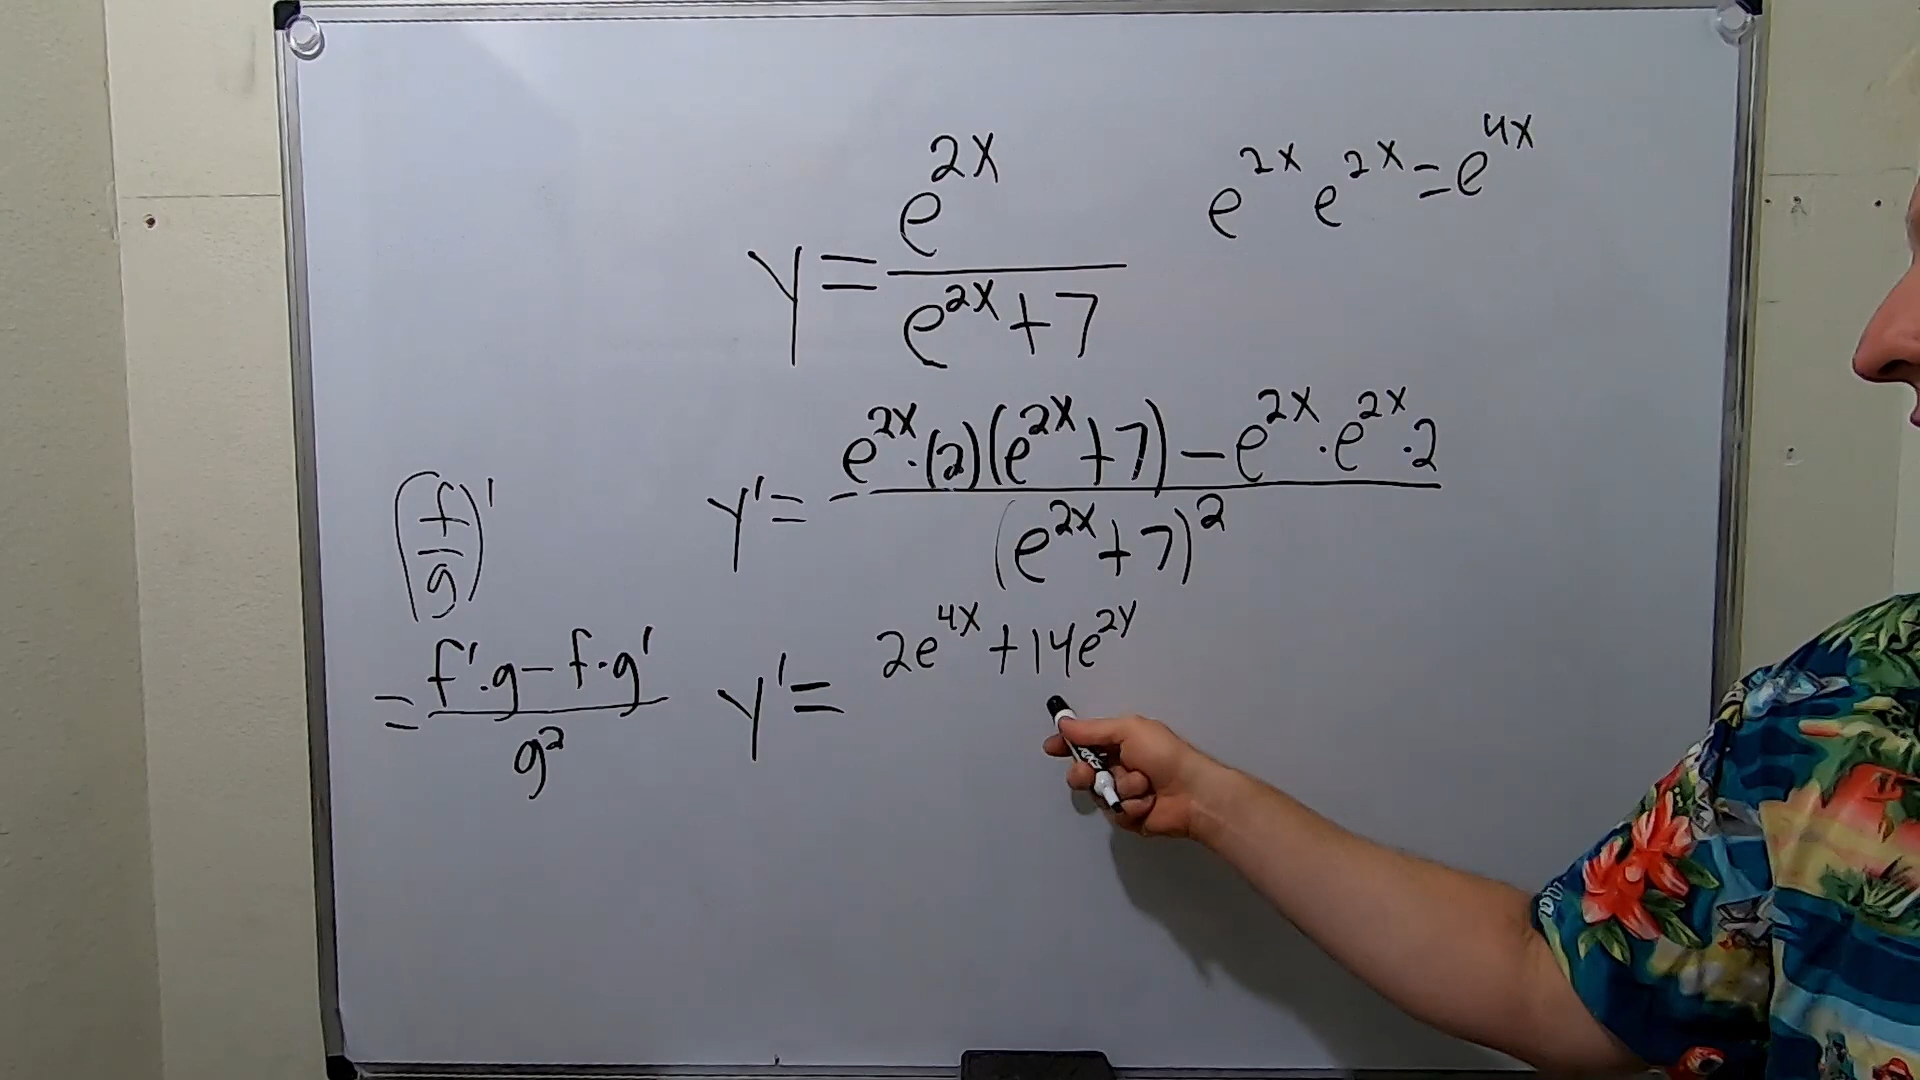 y = e^{2x} / (e^{2x} + 7)
e^{2x} e^{2x} = e^{4x}
y' = (e^{2x} · (2)(e^{2x} + 7) - e^{2x} · e^{2x} · 2) / (e^{2x} + 7)^2
(f/g)'
= (f' · g - f · g') / g^2
y' = 2e^{4x} + 14e^{2x}